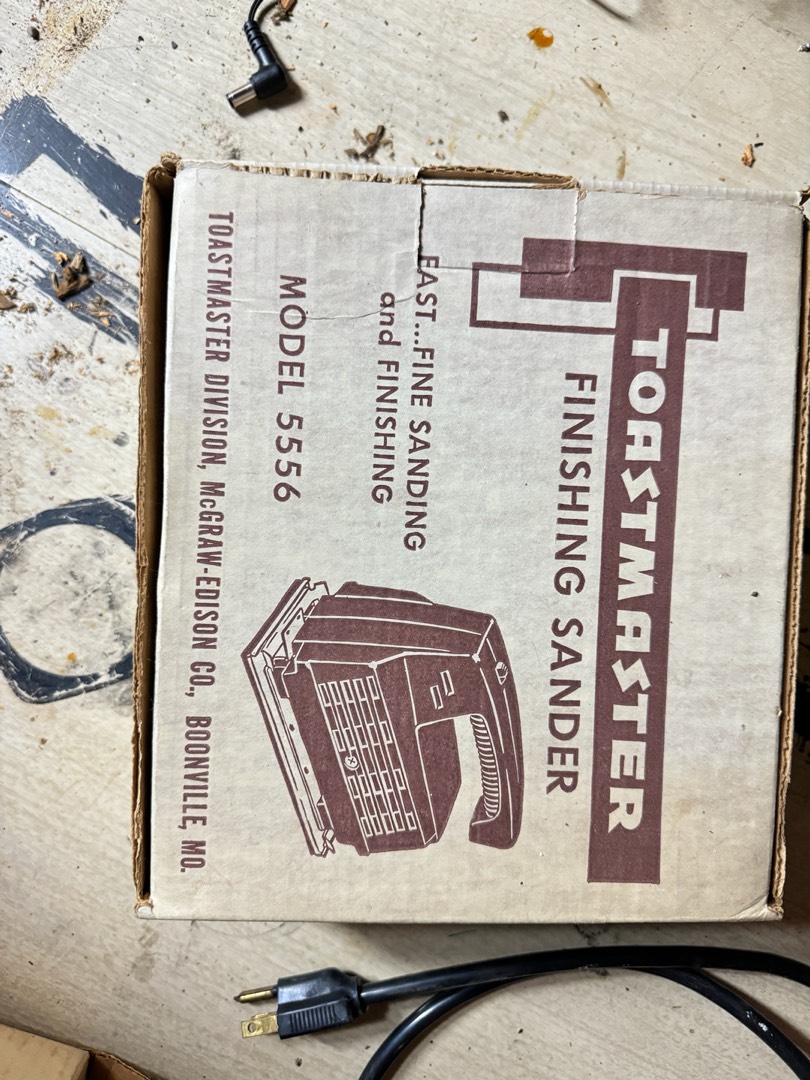 TOASTMASTER
FINISHING SANDER
FAST...FINE SANDING
and FINISHING
MODEL 5556
TOASTMASTER DIVISION, McGRAW-EDISON CO., BOONVILLE, MO.